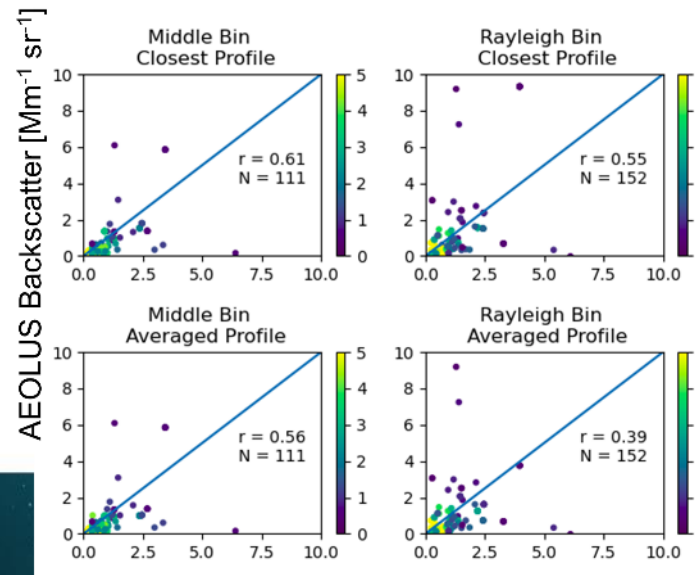 AEOLUS Backscatter [Mm⁻¹ sr⁻¹]
Middle Bin
Closest Profile
10
8
6
4
2
0
r = 0.61
N = 111
0.0 2.5 5.0 7.5 10.0
5
4
3
2
1
0
Rayleigh Bin
Closest Profile
10
8
6
4
2
0
r = 0.55
N = 152
0.0 2.5 5.0 7.5 10.0
Middle Bin
Averaged Profile
10
8
6
4
2
0
r = 0.56
N = 111
0.0 2.5 5.0 7.5 10.0
5
4
3
2
1
0
Rayleigh Bin
Averaged Profile
10
8
6
4
2
0
r = 0.39
N = 152
0.0 2.5 5.0 7.5 10.0